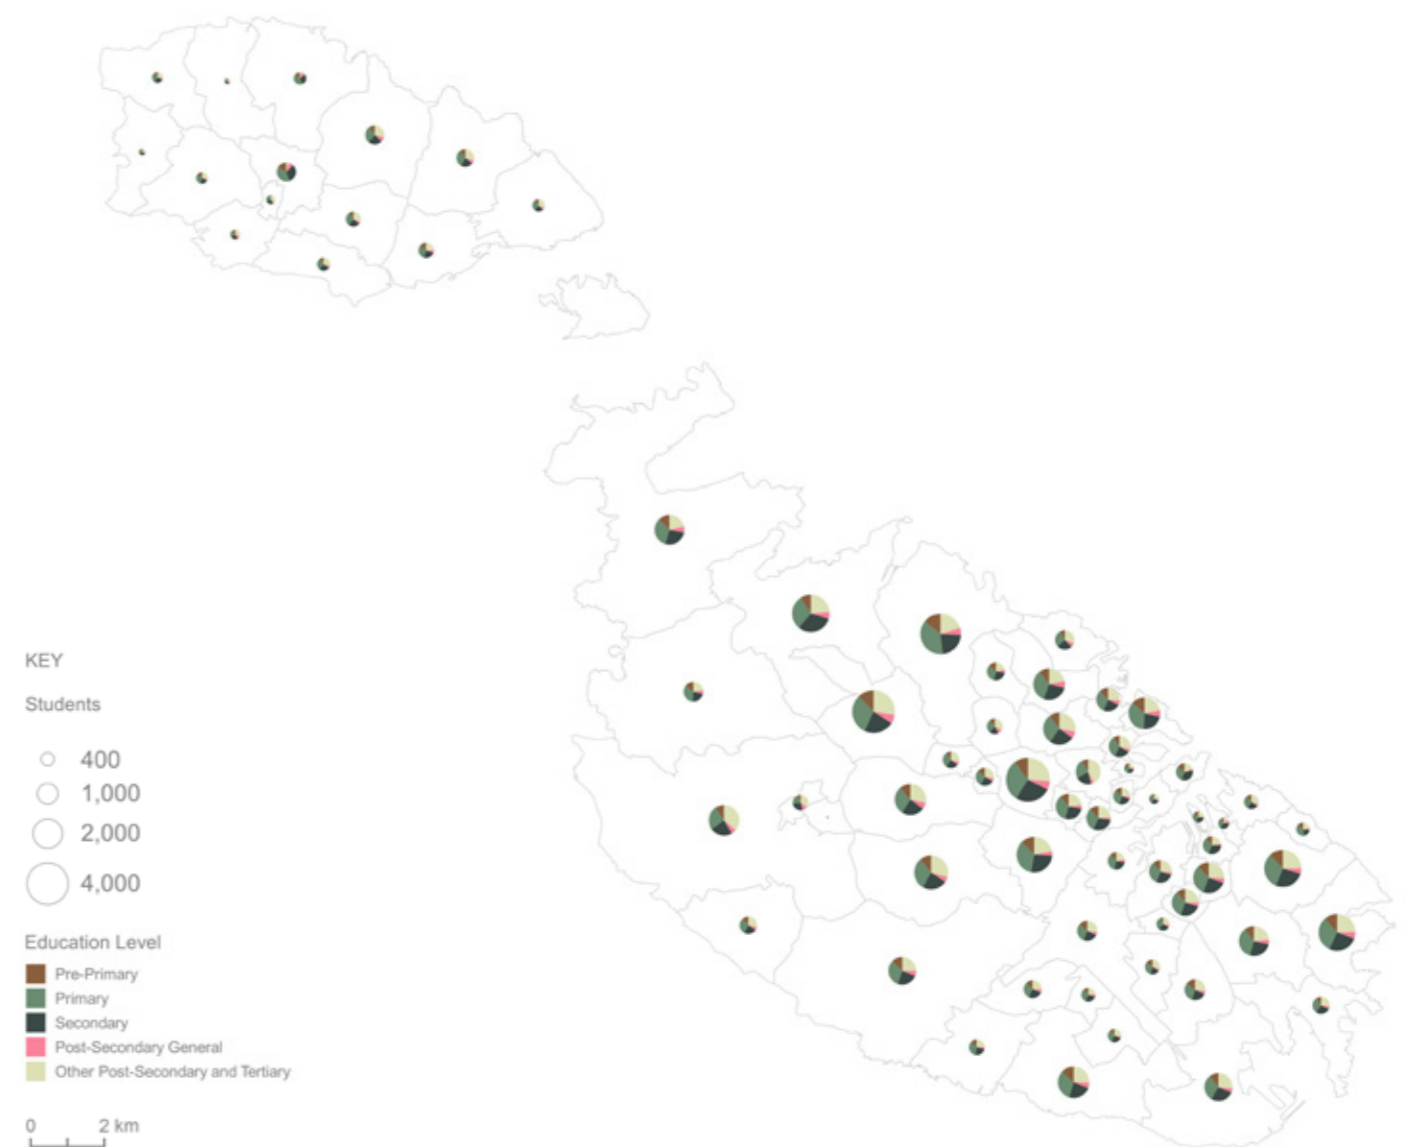 KEY
Students
400
1,000
2,000
4,000
Education Level
Pre-Primary
Primary
Secondary
Post-Secondary General
Other Post-Secondary and Tertiary
0 2 km